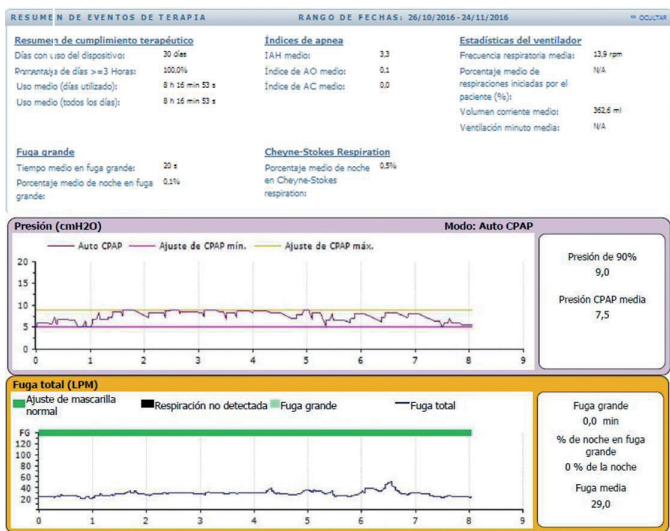 RESUMEN DE EVENTOS DE TERAPIA RANGO DE FECHAS: 26/10/2016 - 24/11/2016 OCULTAR
Resumen de cumplimiento terapéutico
Días con uso del dispositivo: 30 días
Porcentaje de días >=3 Horas: 100,0%
Uso medio (días utilizado): 8 h 16 min 53 s
Uso medio (todos los días): 8 h 16 min 53 s
Índices de apnea
IAH medio: 3,3
Índice de AO medio: 0,1
Índice de AC medio: 0,0
Estadísticas del ventilador
Frecuencia respiratoria media: 13,9 rpm
Porcentaje medio de N/A
respiraciones iniciadas por el
paciente (%):
Volumen corriente medio: 362,6 ml
Ventilación minuto media: N/A
Fuga grande
Tiempo medio en fuga grande: 20 s
Porcentaje medio de noche en fuga 0,1%
grande:
Cheyne-Stokes Respiration
Porcentaje medio de noche 0,5%
en Cheyne-Stokes
respiration:
Presión (cmH2O) Modo: Auto CPAP
Auto CPAP Ajuste de CPAP mín. Ajuste de CPAP máx.
20
15
10
5
0
0 1 2 3 4 5 6 7 8 9
Presión de 90%
9,0
Presión CPAP media
7,5
Fuga total (LPM)
Ajuste de mascarilla
normal
Respiración no detectada Fuga grande Fuga total
FG
120
100
80
60
40
20
0 1 2 3 4 5 6 7 8 9
Fuga grande
0,0 min
% de noche en fuga
grande
0 % de la noche
Fuga media
29,0